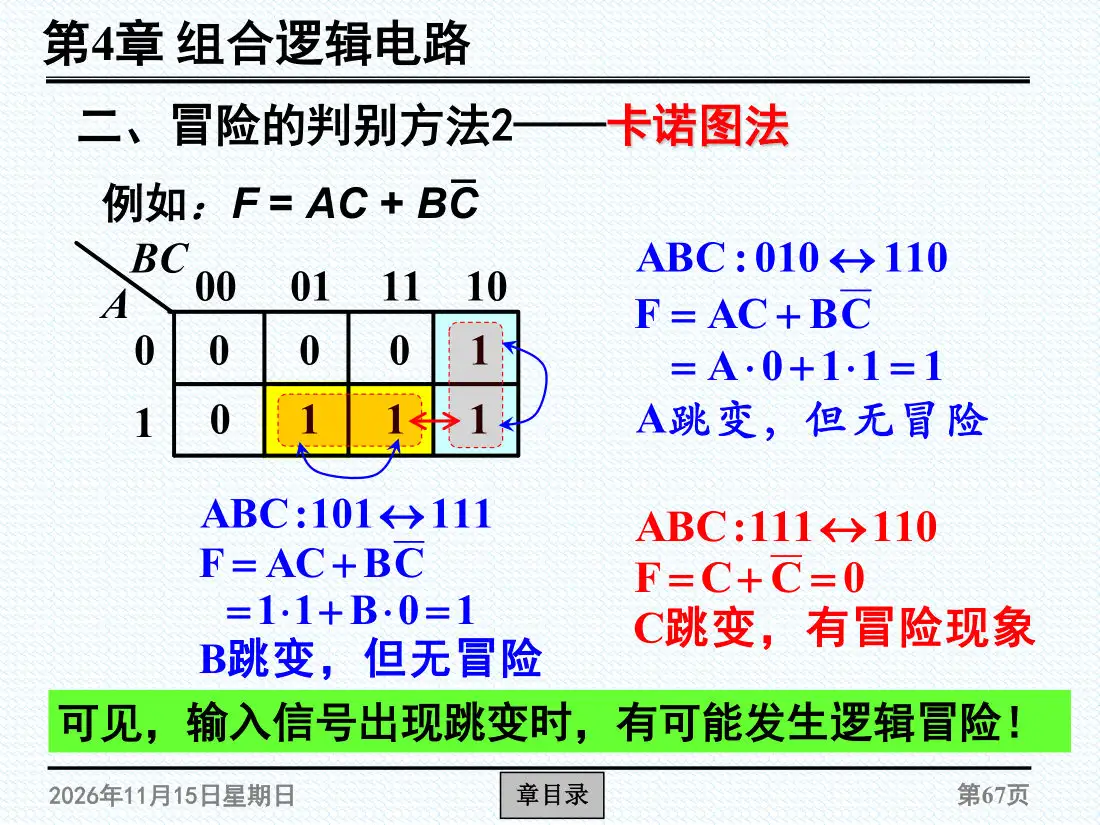 第4章 组合逻辑电路
二、冒险的判别方法2——卡诺图法
例如：F = AC + BC̅
BC
A
00 01 11 10
0 0 0 0 1
1 0 1 1 1
ABC : 010 ↔ 110
F = AC + BC̅
= A · 0 + 1 · 1 = 1
A跳变，但无冒险
ABC:101↔111
F = AC + BC̅
= 1·1 + B·0 = 1
B跳变，但无冒险
ABC:111↔110
F = C + C̅ = 0
C跳变，有冒险现象
可见，输入信号出现跳变时，有可能发生逻辑冒险！
2026年11月15日星期日
章目录
第67页